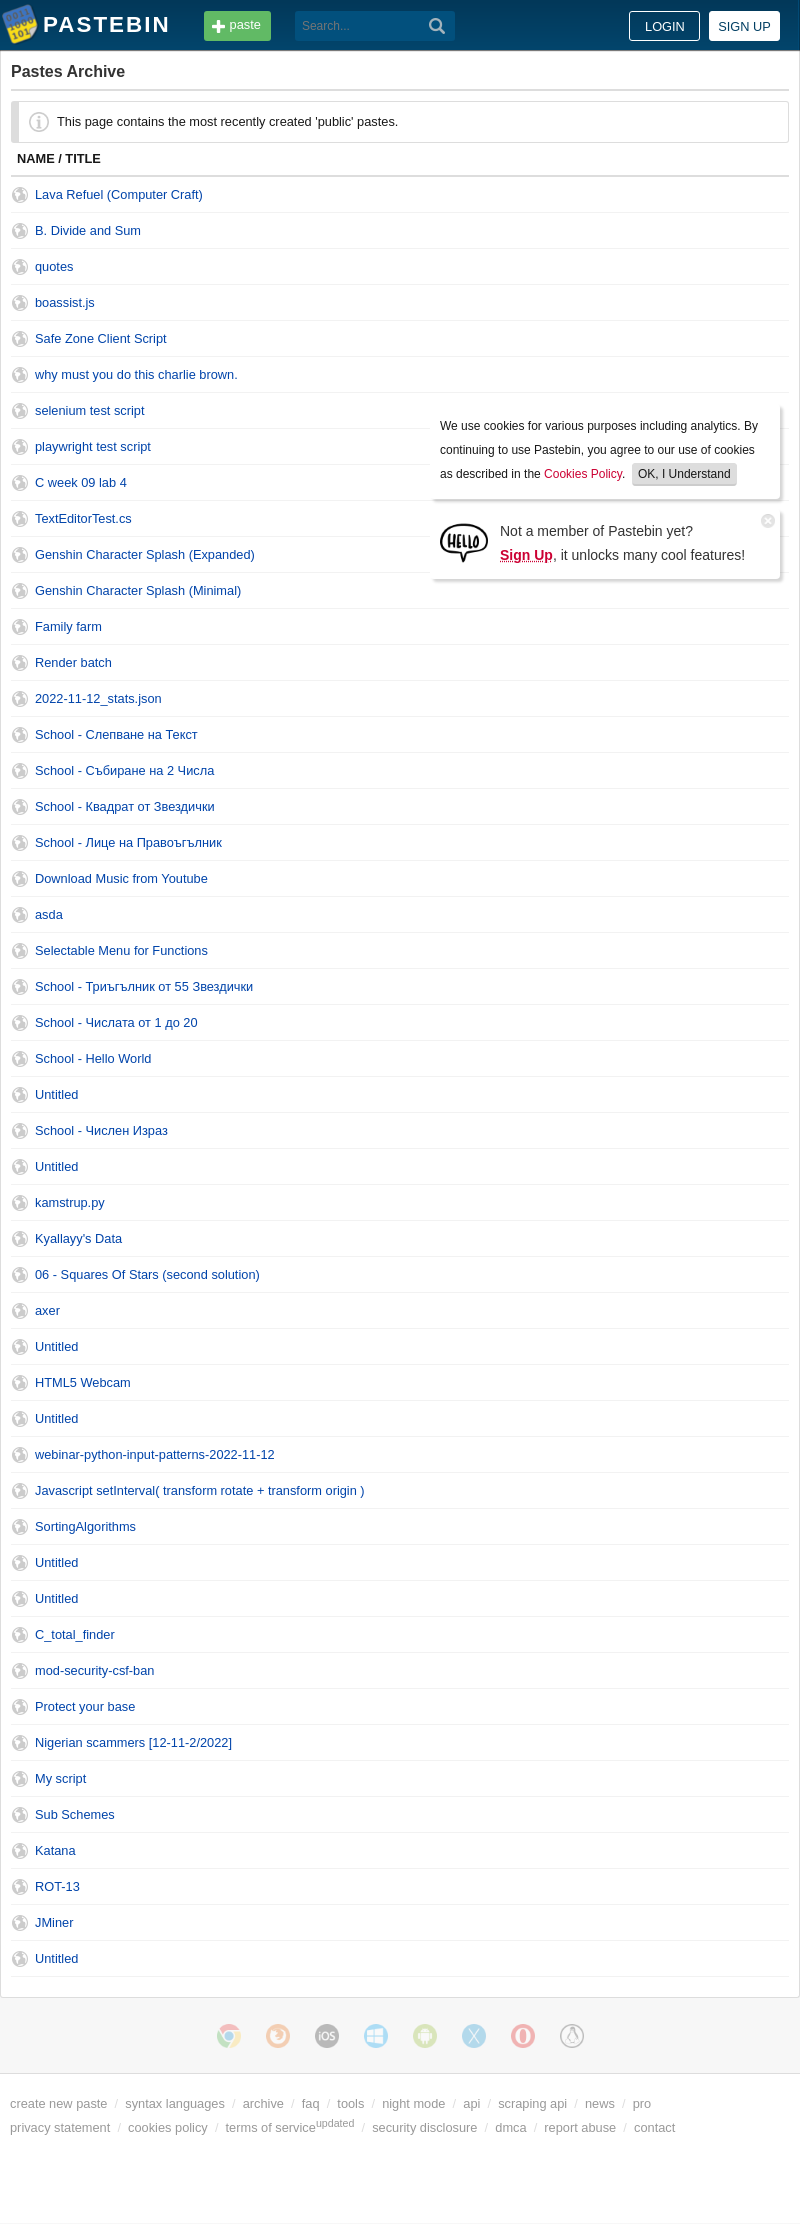 PASTEBIN paste Search... LOGIN SIGN UP
Pastes Archive
This page contains the most recently created 'public' pastes.
NAME / TITLE
Lava Refuel (Computer Craft)
B. Divide and Sum
quotes
boassist.js
Safe Zone Client Script
why must you do this charlie brown.
selenium test script
playwright test script
C week 09 lab 4
TextEditorTest.cs
Genshin Character Splash (Expanded)
Genshin Character Splash (Minimal)
We use cookies for various purposes including analytics. By
continuing to use Pastebin, you agree to our use of cookies
as described in the Cookies Policy. OK, I Understand
HELLO
Not a member of Pastebin yet?
Sign Up, it unlocks many cool features!
Family farm
Render batch
2022-11-12_stats.json
School - Слепване на Текст
School - Събиране на 2 Числа
School - Квадрат от Звездички
School - Лице на Правоъгълник
Download Music from Youtube
asda
Selectable Menu for Functions
School - Триъгълник от 55 Звездички
School - Числата от 1 до 20
School - Hello World
Untitled
School - Числен Израз
Untitled
kamstrup.py
Kyallayy's Data
06 - Squares Of Stars (second solution)
axer
Untitled
HTML5 Webcam
Untitled
webinar-python-input-patterns-2022-11-12
Javascript setInterval( transform rotate + transform origin )
SortingAlgorithms
Untitled
Untitled
C_total_finder
mod-security-csf-ban
Protect your base
Nigerian scammers [12-11-2/2022]
My script
Sub Schemes
Katana
ROT-13
JMiner
Untitled
iOS
create new paste / syntax languages / archive / faq / tools / night mode / api / scraping api / news / pro
privacy statement / cookies policy / terms of serviceupdated / security disclosure / dmca / report abuse / contact